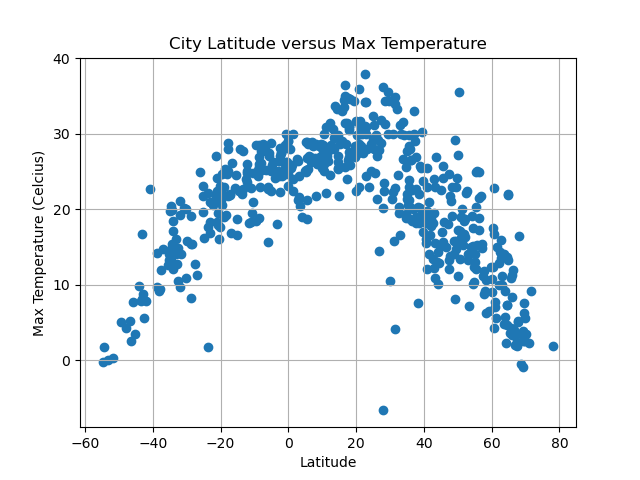 City Latitude versus Max Temperature
40
30
20
10
0
Max Temperature (Celcius)
−60 −40 −20 0 20 40 60 80
Latitude